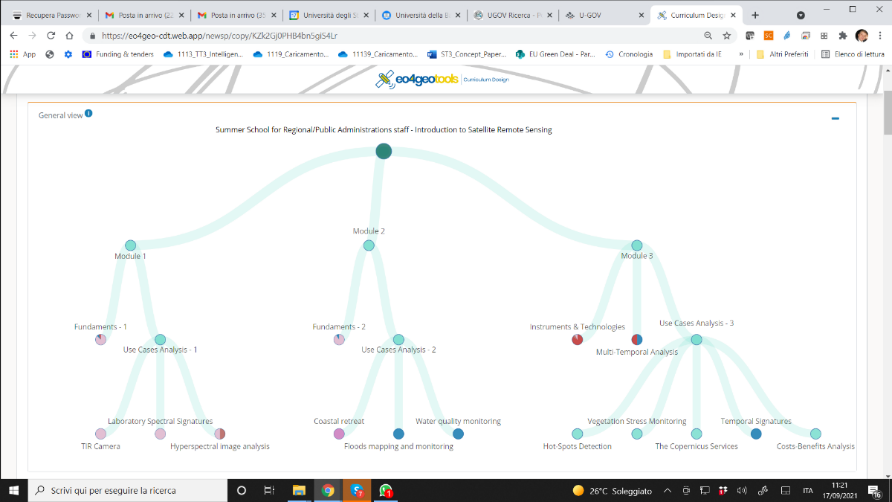 Recupera Passwo
Posta in arrivo (2
Posta in arrivo (35
Università degli S
Università della B
UGOV Ricerca - P
U-GOV
Curriculum Design
https://eo4geo-cdt.web.app/newsp/copy/KZk2GJ0PHB4bn5giS4Lr
App
Funding & tenders
1113_TT3_Intelligen...
1119_Caricamento...
11139_Caricamento...
ST3_Concept_Paper...
EU Green Deal - Par...
Cronologia
Importati da IE
»
Altri Preferiti
Elenco di lettura
eo4geotools Curriculum Design
General view
Summer School for Regional/Public Administrations staff - Introduction to Satellite Remote Sensing
Module 2
Module 1
Module 3
Fundaments - 1
Fundaments - 2
Instruments & Technologies
Use Cases Analysis - 3
Use Cases Analysis - 1
Use Cases Analysis - 2
Multi-Temporal Analysis
Laboratory Spectral Signatures
Coastal retreat
Water quality monitoring
Vegetation Stress Monitoring
Temporal Signatures
TIR Camera
Hyperspectral image analysis
Floods mapping and monitoring
Hot-Spots Detection
The Copernicus Services
Costs-Benefits Analysis
Scrivi qui per eseguire la ricerca
26°C Soleggiato
ITA
11:21
17/09/2021